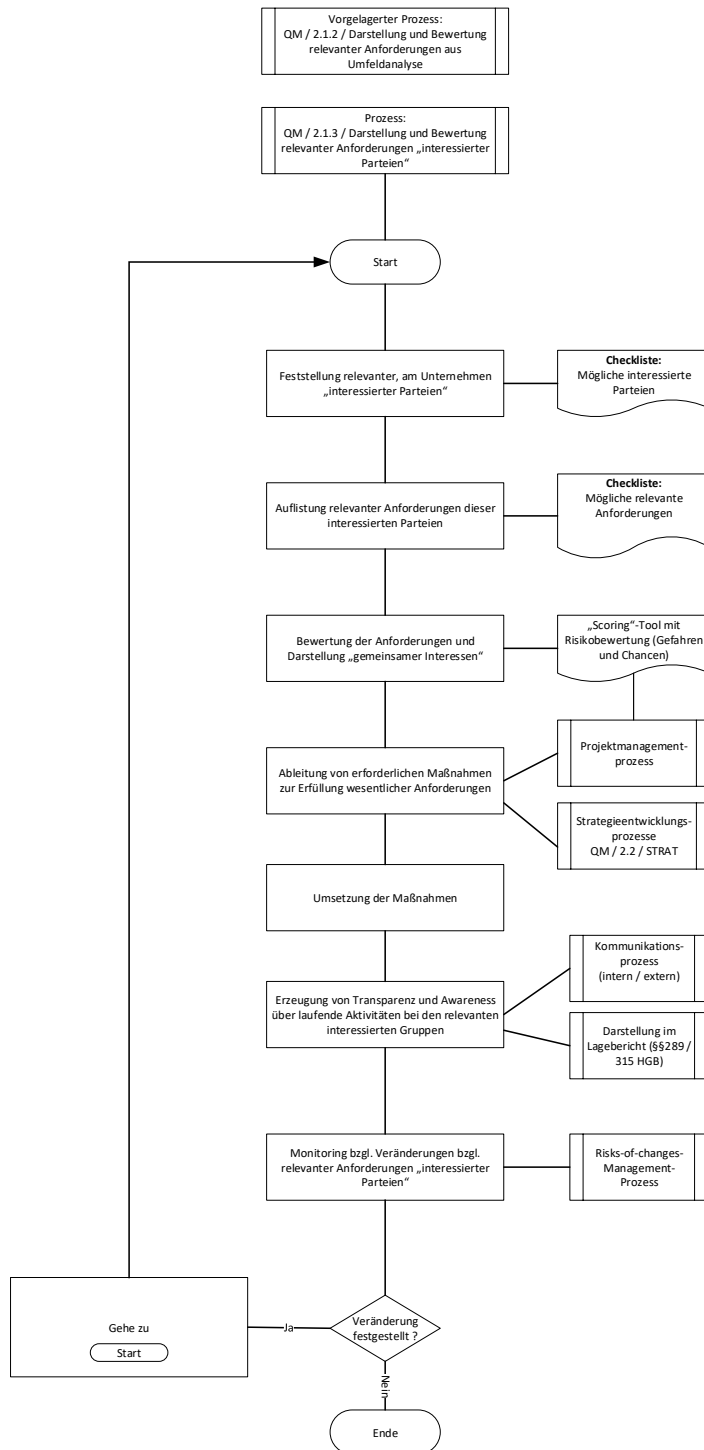 Vorgelagerter Prozess:
QM / 2.1.2 / Darstellung und Bewertung
relevanter Anforderungen aus
Umfeldanalyse
Prozess:
QM / 2.1.3 / Darstellung und Bewertung
relevanter Anforderungen „interessierter
Parteien“
Start
Feststellung relevanter, am Unternehmen
„interessierter Parteien“
Checkliste:
Mögliche interessierte
Parteien
Auflistung relevanter Anforderungen dieser
interessierten Parteien
Checkliste:
Mögliche relevante
Anforderungen
Bewertung der Anforderungen und
Darstellung „gemeinsamer Interessen“
„Scoring“-Tool mit
Risikobewertung (Gefahren
und Chancen)
Ableitung von erforderlichen Maßnahmen
zur Erfüllung wesentlicher Anforderungen
Projektmanagement-
prozess
Strategieentwicklungs-
prozesse
QM / 2.2 / STRAT
Umsetzung der Maßnahmen
Erzeugung von Transparenz und Awareness
über laufende Aktivitäten bei den relevanten
interessierten Gruppen
Kommunikations-
prozess
(intern / extern)
Darstellung im
Lagebericht (§§289 /
315 HGB)
Monitoring bzgl. Veränderungen bzgl.
relevanter Anforderungen „interessierter
Parteien“
Risks-of-changes-
Management-
Prozess
Veränderung
festgestellt ?
Ja
Gehe zu
Start
Nein
Ende